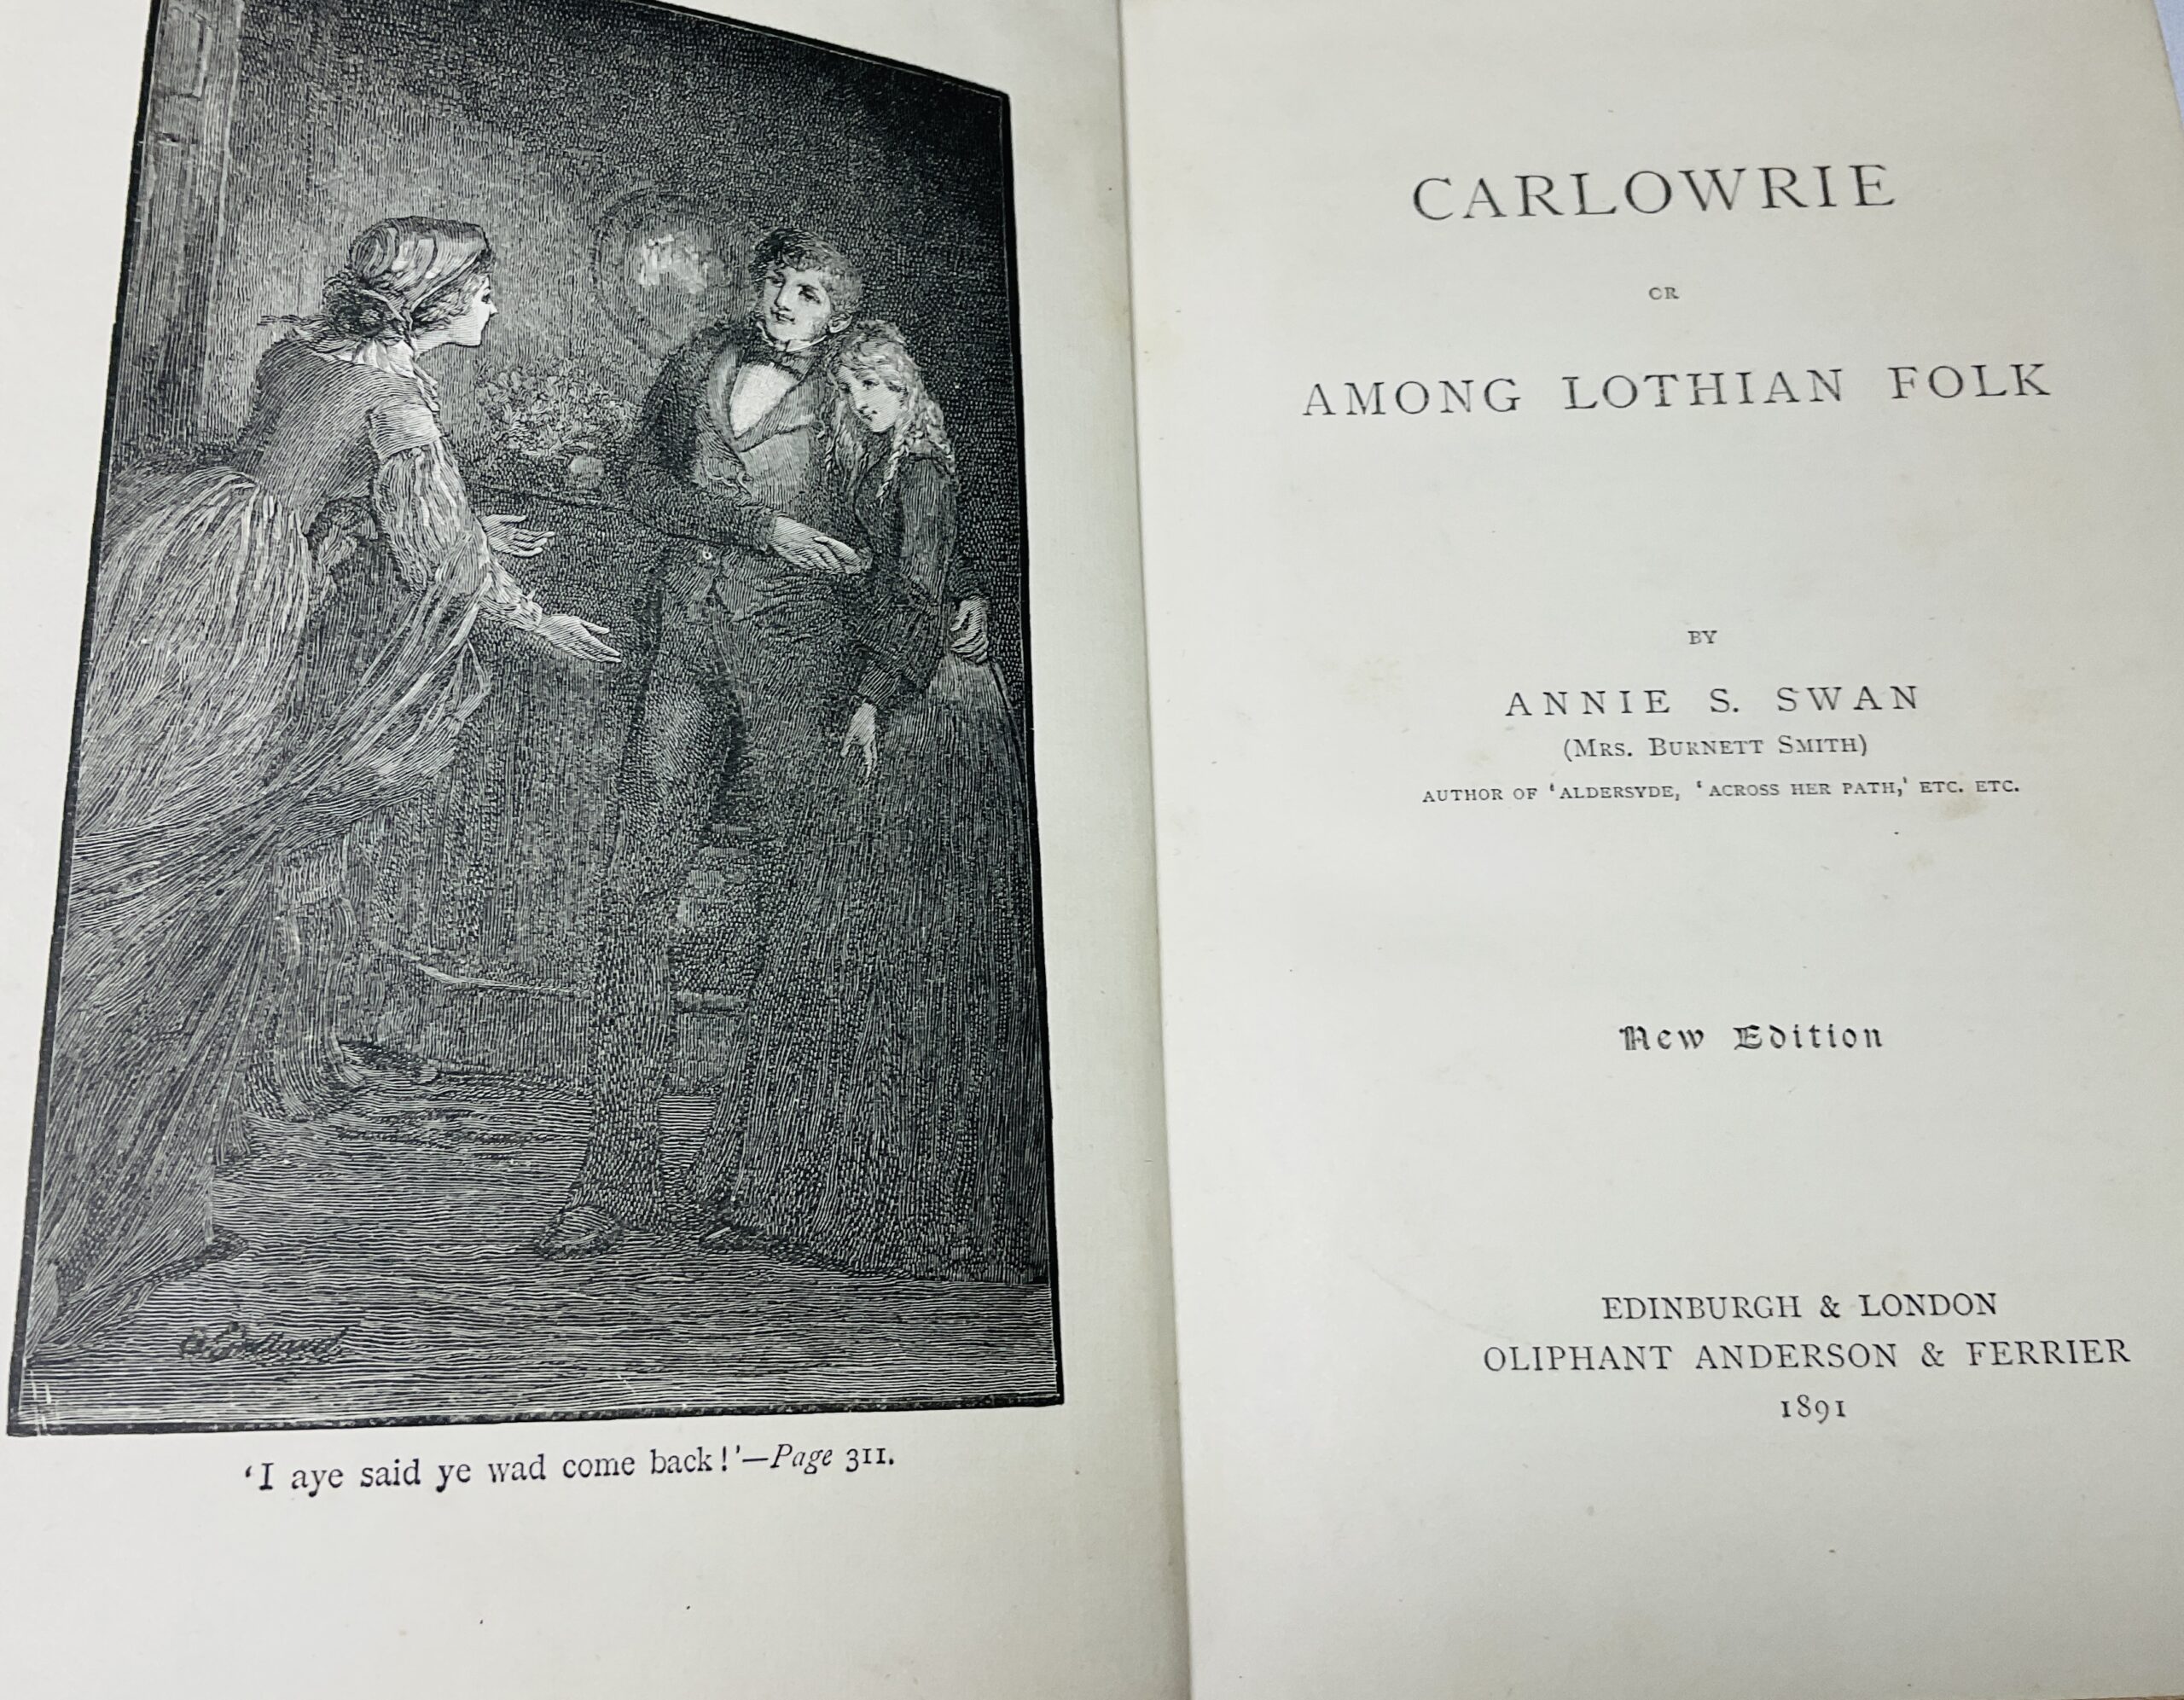 'I aye said ye wad come back!'—Page 311.
CARLOWRIE
OR
AMONG LOTHIAN FOLK
BY
ANNIE S. SWAN
(MRS. BURNETT SMITH)
AUTHOR OF 'ALDERSYDE, 'ACROSS HER PATH,' ETC. ETC.
New Edition
EDINBURGH & LONDON
OLIPHANT ANDERSON & FERRIER
1891